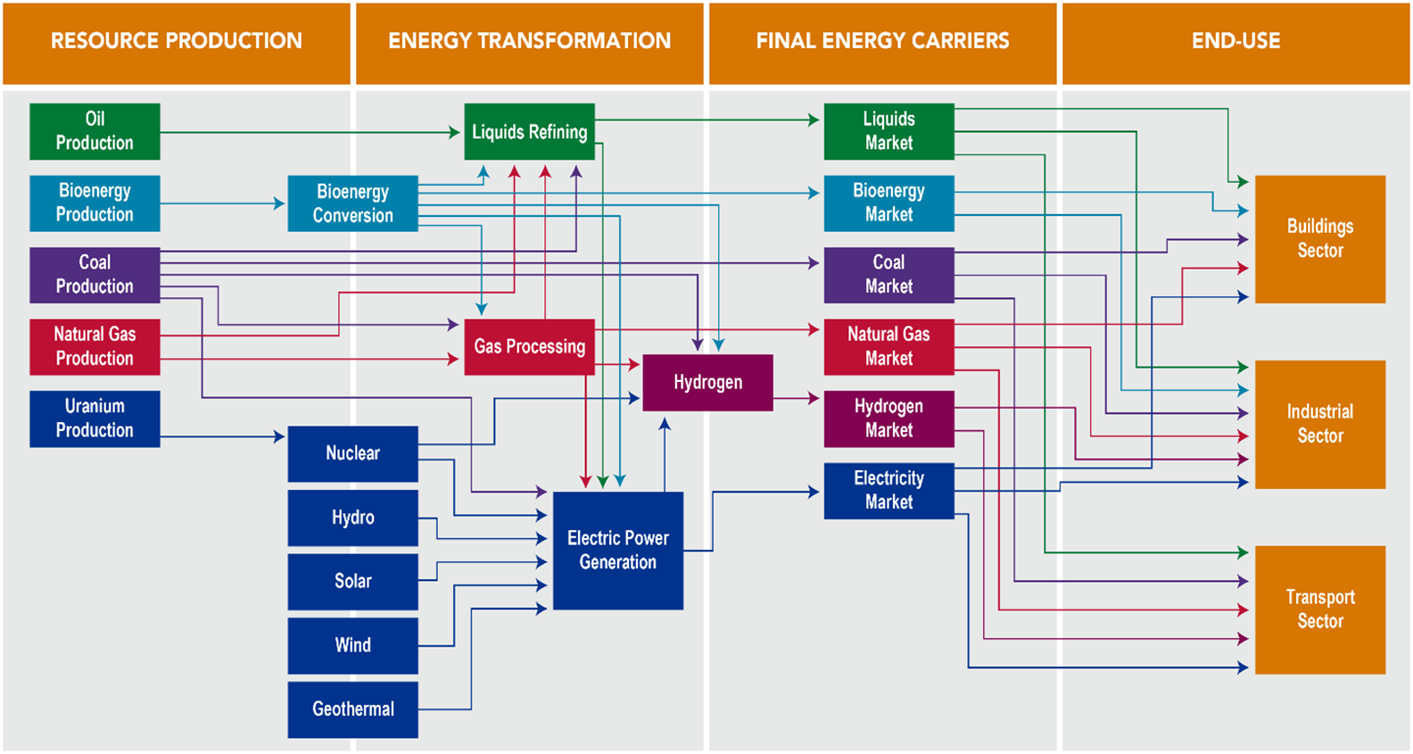 RESOURCE PRODUCTION
ENERGY TRANSFORMATION
FINAL ENERGY CARRIERS
END-USE
Oil
Production
Bioenergy
Production
Coal
Production
Natural Gas
Production
Uranium
Production
Bioenergy
Conversion
Nuclear
Hydro
Solar
Wind
Geothermal
Liquids Refining
Gas Processing
Hydrogen
Electric Power
Generation
Liquids
Market
Bioenergy
Market
Coal
Market
Natural Gas
Market
Hydrogen
Market
Electricity
Market
Buildings
Sector
Industrial
Sector
Transport
Sector